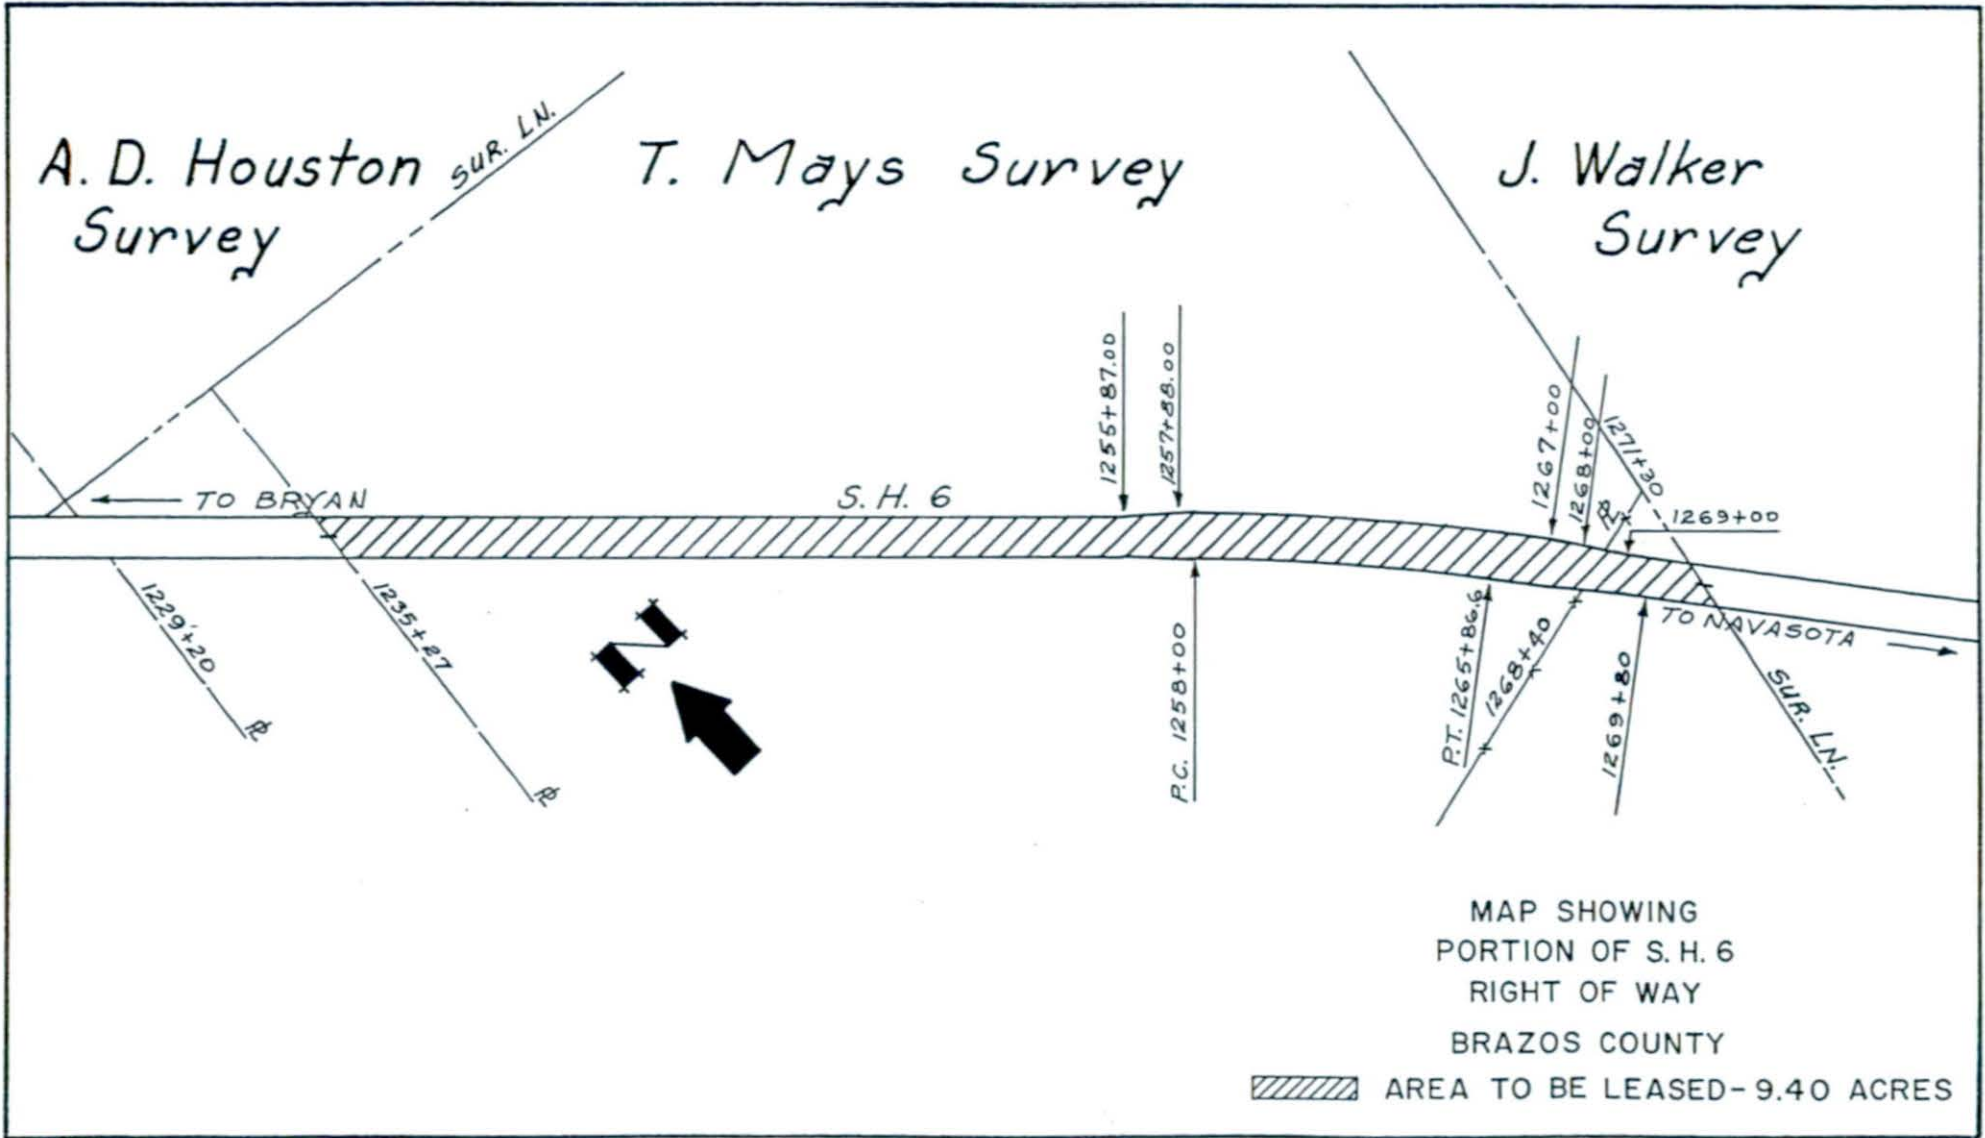 A. D. Houston
Survey
SUR. LN.
T. Mays Survey
J. Walker
Survey
1255+87.00
1257+88.00
1267+00
1268+00
1271+30
1269+00
TO BRYAN
S. H. 6
TO NAVASOTA
1229+20
1235+27
N
P.C. 1258+00
P.T. 1265+86.6
1268+40
1269+80
SUR. LN.
MAP SHOWING
PORTION OF S. H. 6
RIGHT OF WAY
BRAZOS COUNTY
AREA TO BE LEASED - 9.40 ACRES